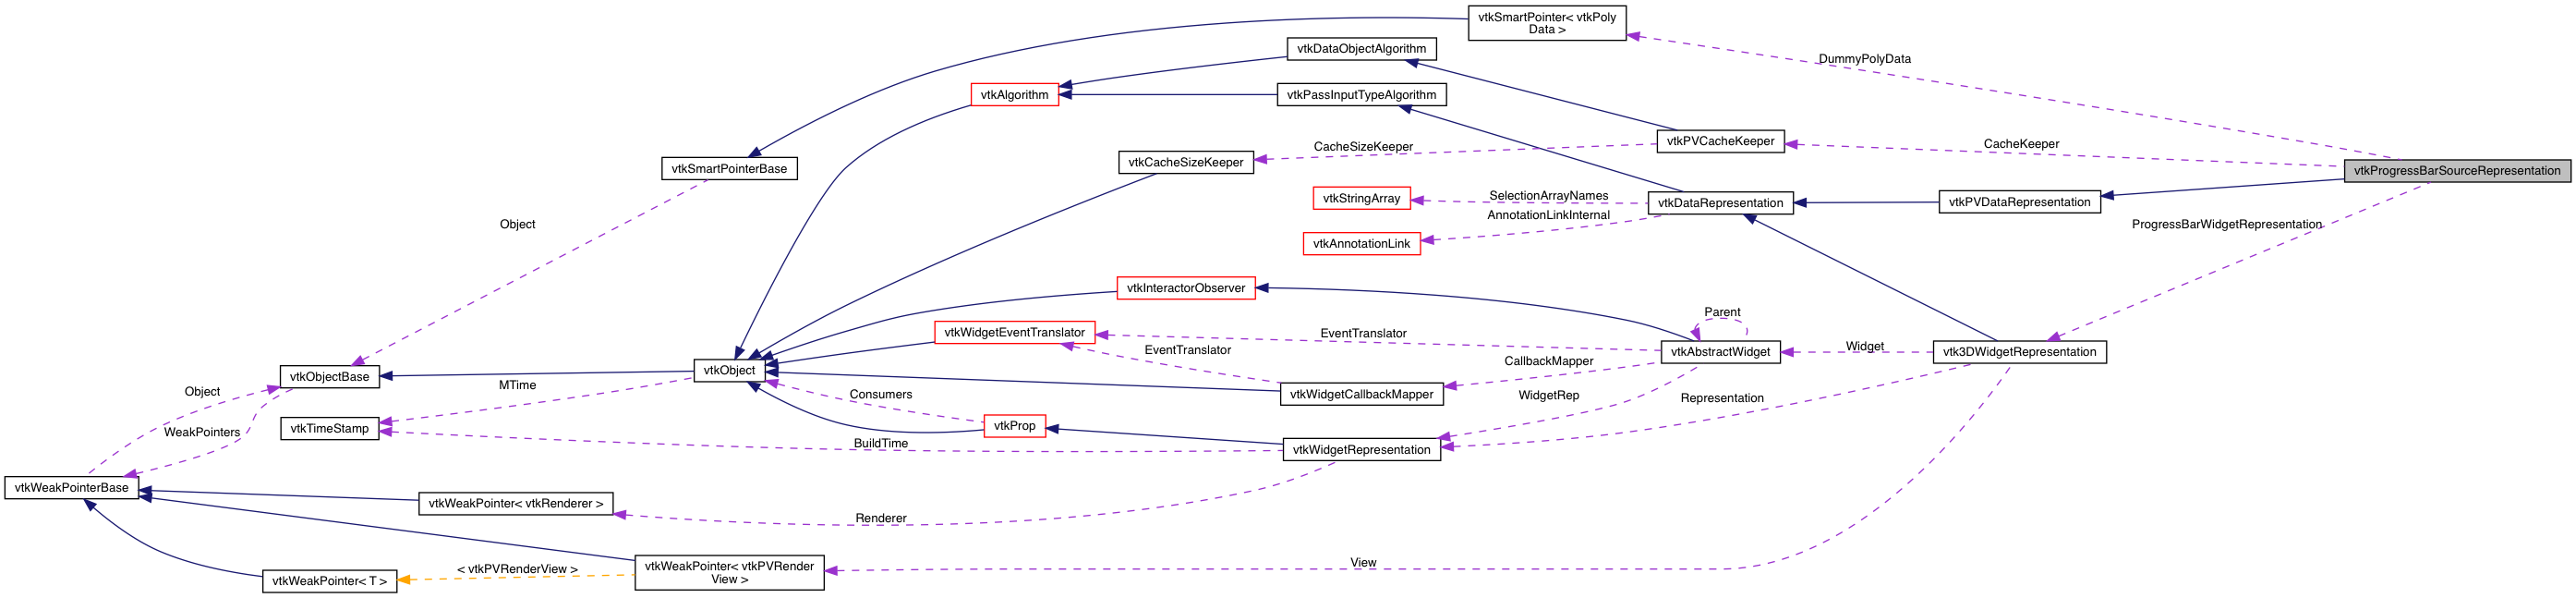 vtkSmartPointer< vtkPoly
Data >
vtkDataObjectAlgorithm
DummyPolyData
vtkAlgorithm
vtkPassInputTypeAlgorithm
vtkPVCacheKeeper
CacheKeeper
CacheSizeKeeper
vtkCacheSizeKeeper
vtkSmartPointerBase
vtkProgressBarSourceRepresentation
SelectionArrayNames
vtkStringArray
vtkDataRepresentation
vtkPVDataRepresentation
AnnotationLinkInternal
Object
ProgressBarWidgetRepresentation
vtkAnnotationLink
vtkInteractorObserver
Parent
vtkWidgetEventTranslator
EventTranslator
EventTranslator
vtkAbstractWidget
Widget
vtk3DWidgetRepresentation
CallbackMapper
vtkObject
vtkObjectBase
MTime
Object
Consumers
vtkWidgetCallbackMapper
WidgetRep
Representation
vtkTimeStamp
WeakPointers
vtkProp
BuildTime
vtkWidgetRepresentation
vtkWeakPointerBase
vtkWeakPointer< vtkRenderer >
Renderer
View
vtkWeakPointer< vtkPVRender
View >
< vtkPVRenderView >
vtkWeakPointer< T >